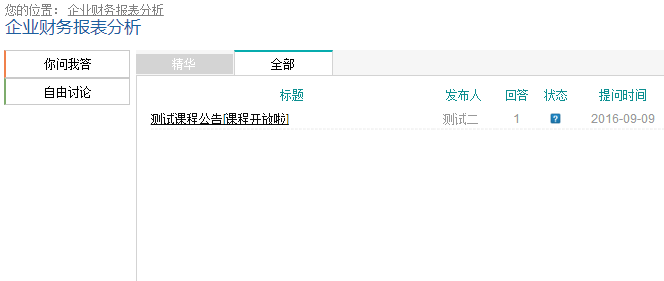 您的位置： 企业财务报表分析
企业财务报表分析
你问我答
自由讨论
精华 全部
标题 发布人 回答 状态 提问时间
测试课程公告[课程开放啦] 测试二 1 ? 2016-09-09